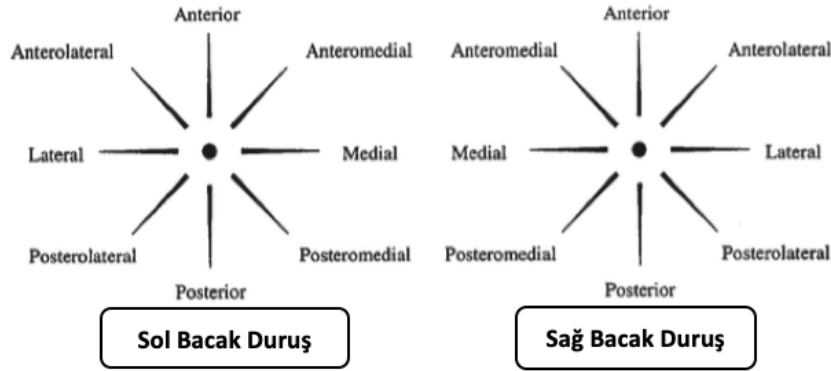 Anterior
Anterolateral
Anteromedial
Lateral
Medial
Posterolateral
Posteromedial
Posterior
Sol Bacak Duruş
Anterior
Anteromedial
Anterolateral
Medial
Lateral
Posteromedial
Posterolateral
Posterior
Sağ Bacak Duruş